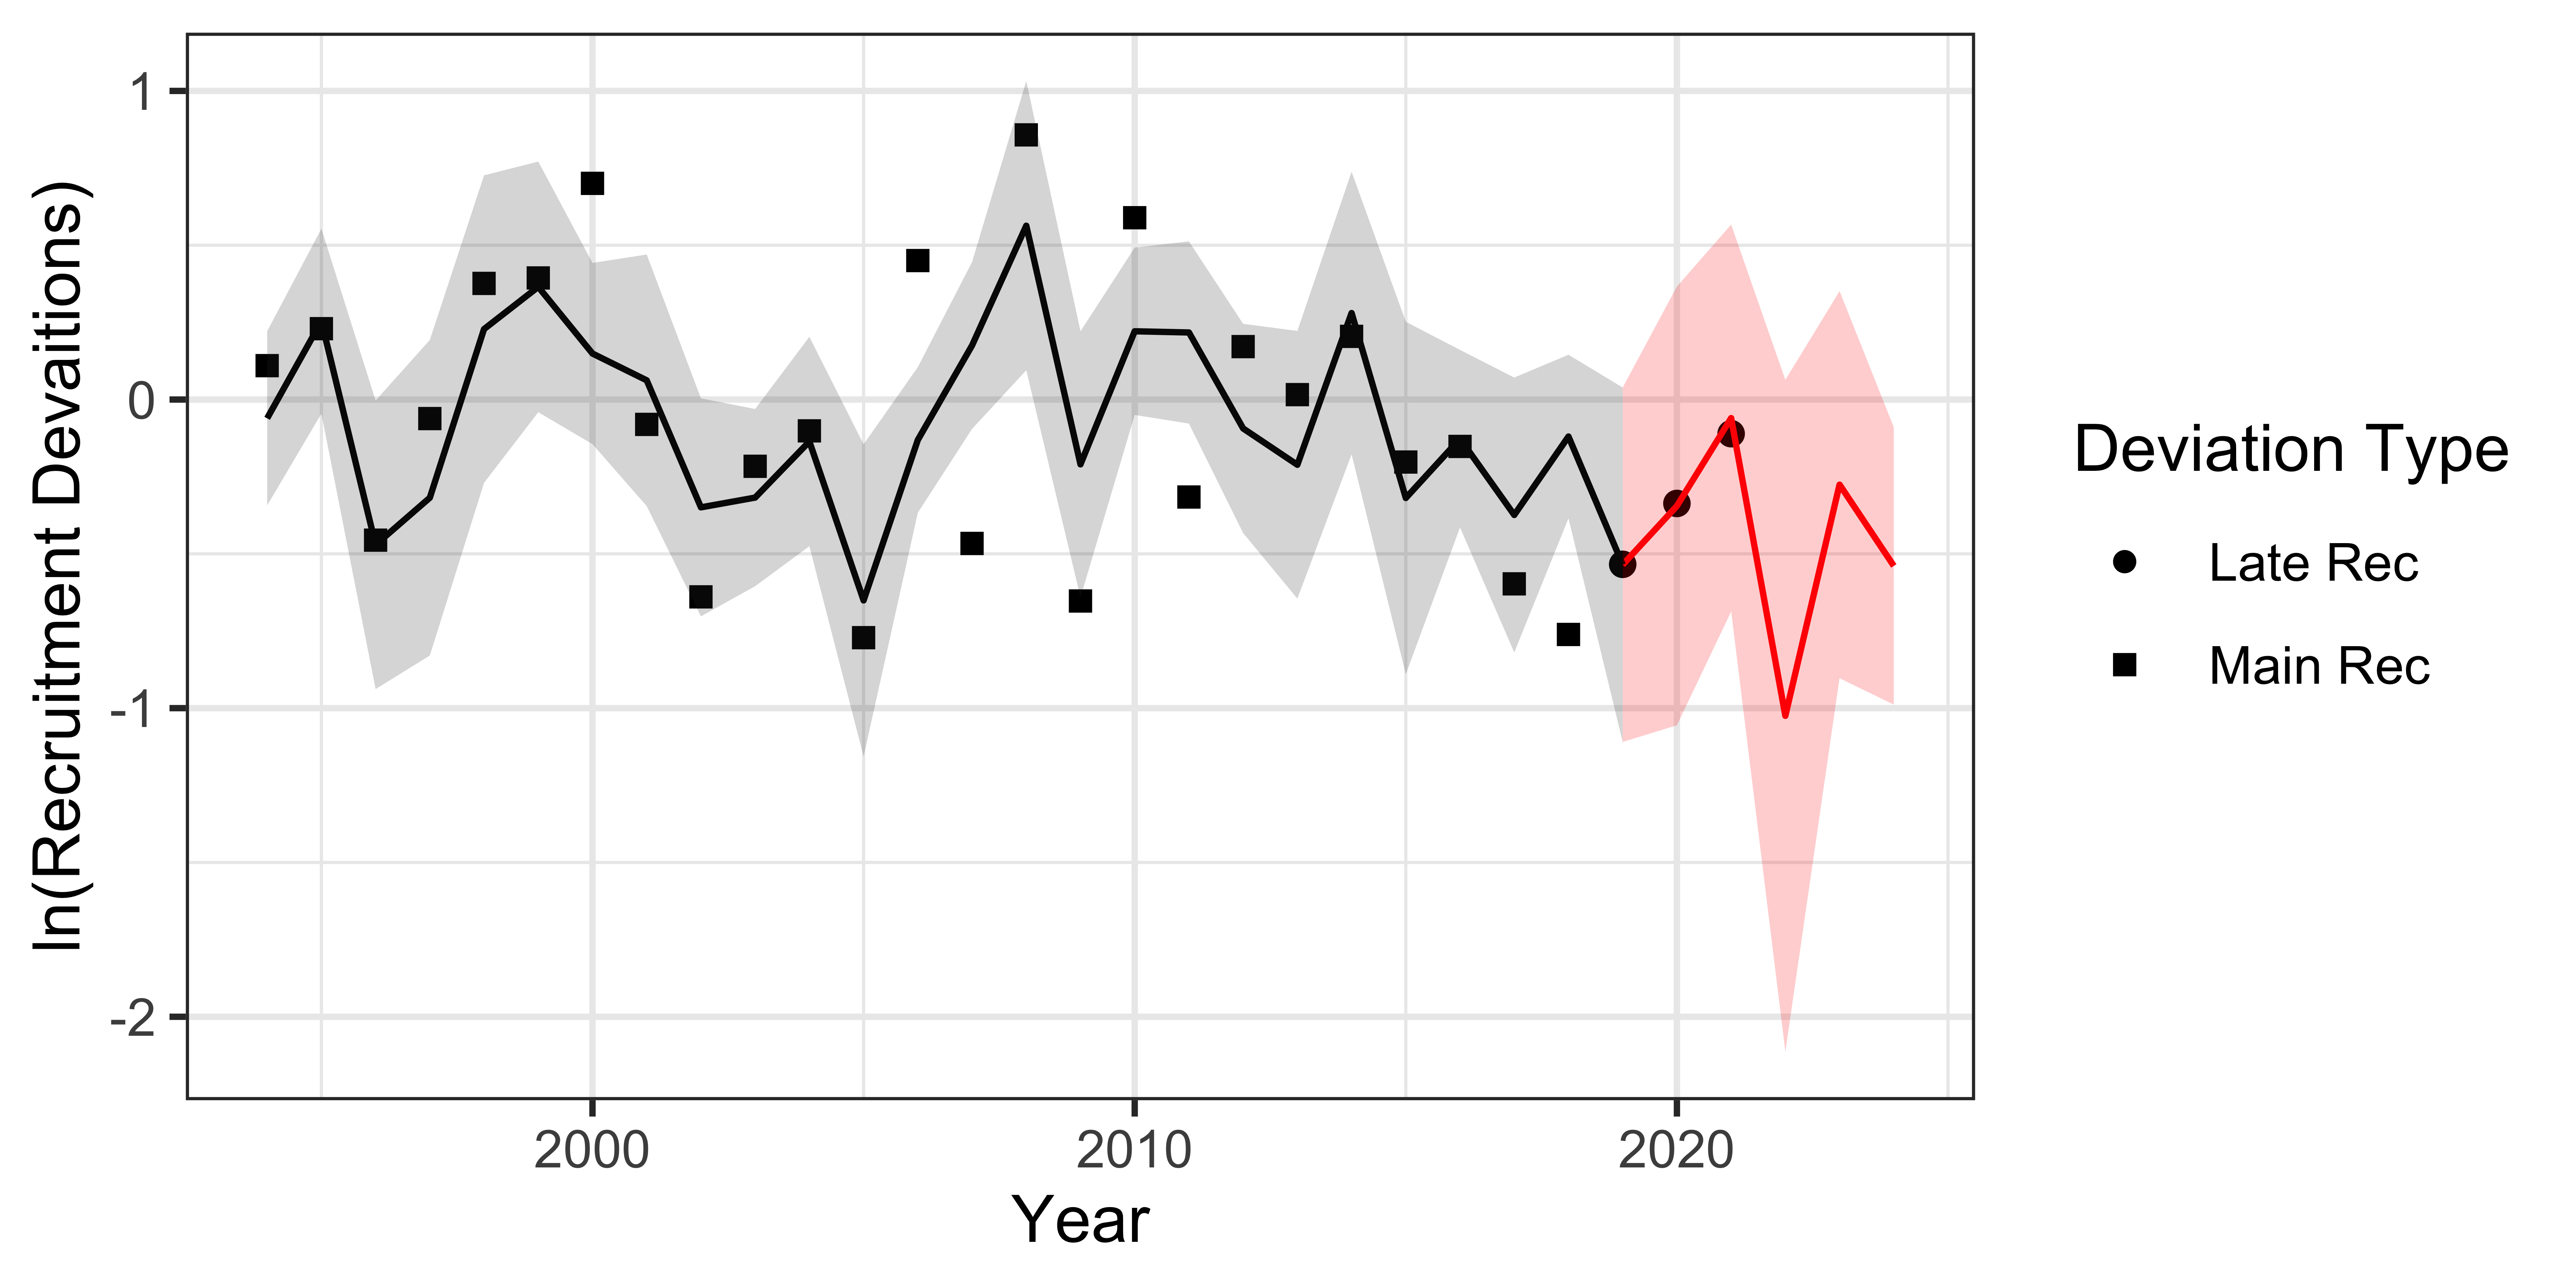 ln(Recruitment Devaitions)
1
0
-1
-2
2000
2010
2020
Year
Deviation Type
Late Rec
Main Rec